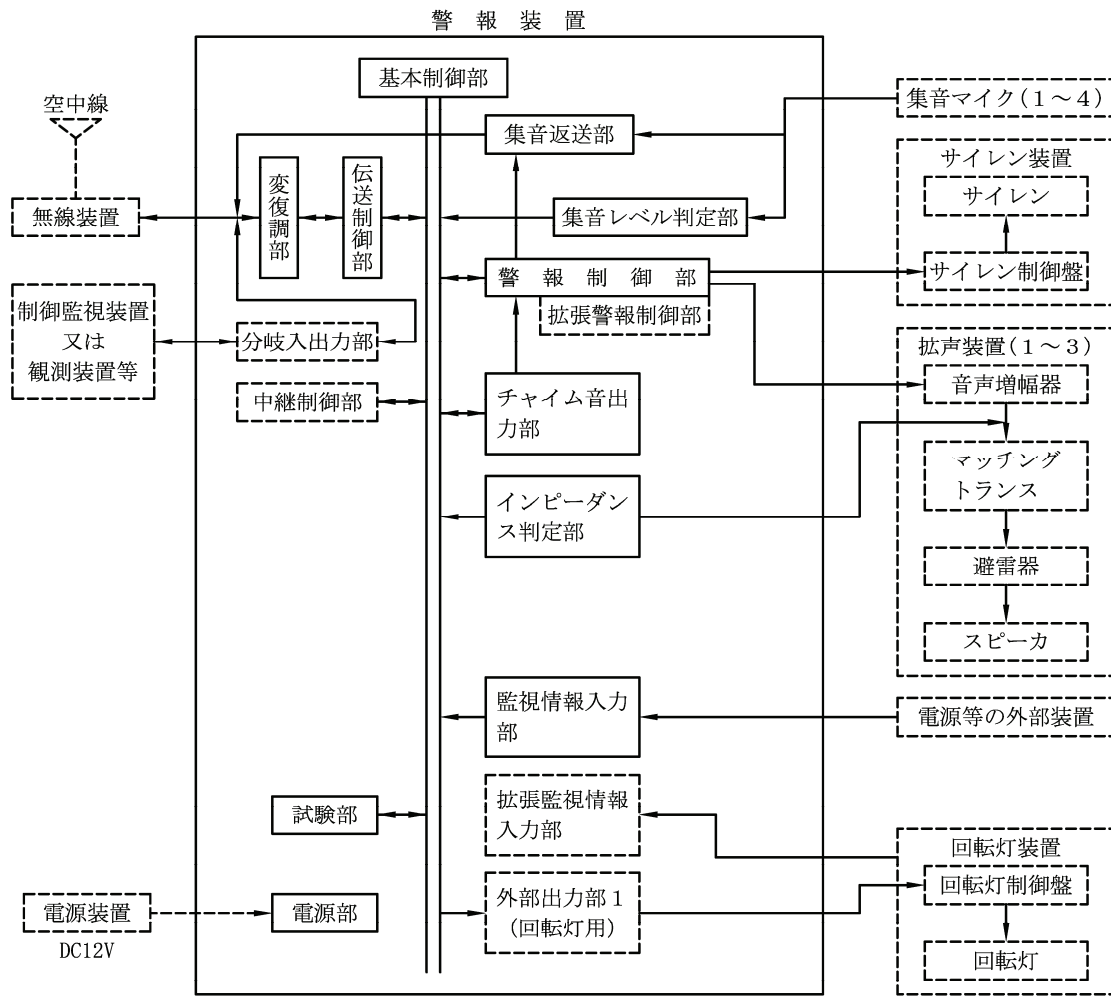 警報装置
基本制御部
空中線
無線装置
変復調部
伝送制御部
集音返送部
集音レベル判定部
警報制御部
拡張警報制御部
制御監視装置
又は
観測装置等
分岐入出力部
中継制御部
チャイム音出
力部
インピーダン
ス判定部
監視情報入力
部
試験部
拡張監視情報
入力部
電源装置
DC12V
電源部
外部出力部1
(回転灯用)
集音マイク(1～4)
サイレン装置
サイレン
サイレン制御盤
拡声装置(1～3)
音声増幅器
マッチング
トランス
避雷器
スピーカ
電源等の外部装置
回転灯装置
回転灯制御盤
回転灯